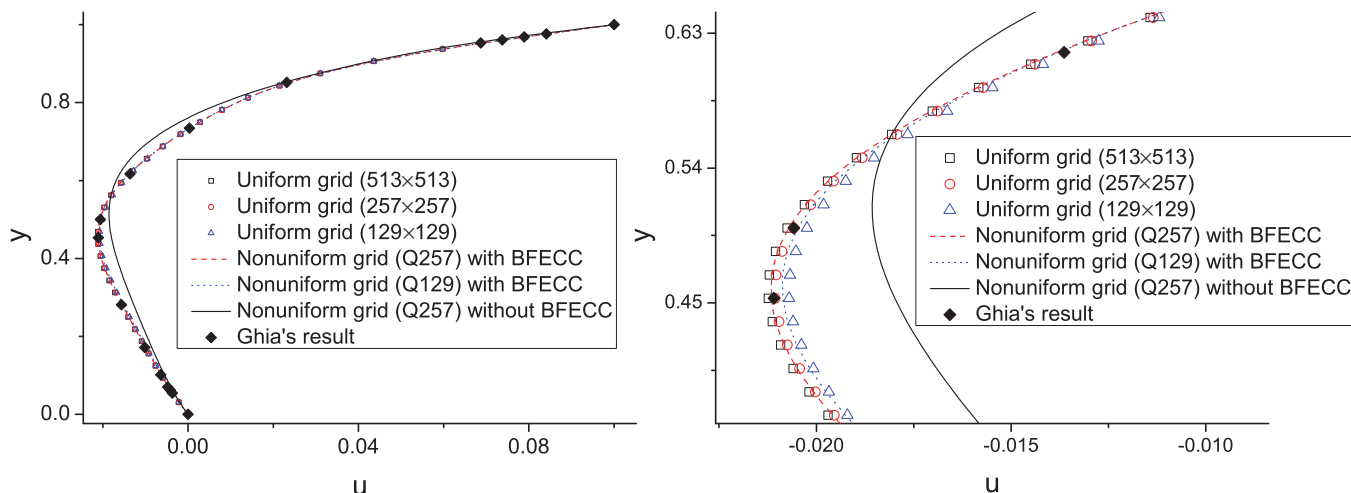 0.8
0.4
0.0
y
0.00
0.04
0.08
u
Uniform grid (513×513)
Uniform grid (257×257)
Uniform grid (129×129)
Nonuniform grid (Q257) with BFECC
Nonuniform grid (Q129) with BFECC
Nonuniform grid (Q257) without BFECC
Ghia's result
0.63
0.54
0.45
y
-0.020
-0.015
-0.010
u
Uniform grid (513×513)
Uniform grid (257×257)
Uniform grid (129×129)
Nonuniform grid (Q257) with BFECC
Nonuniform grid (Q129) with BFECC
Nonuniform grid (Q257) without BFECC
Ghia's result